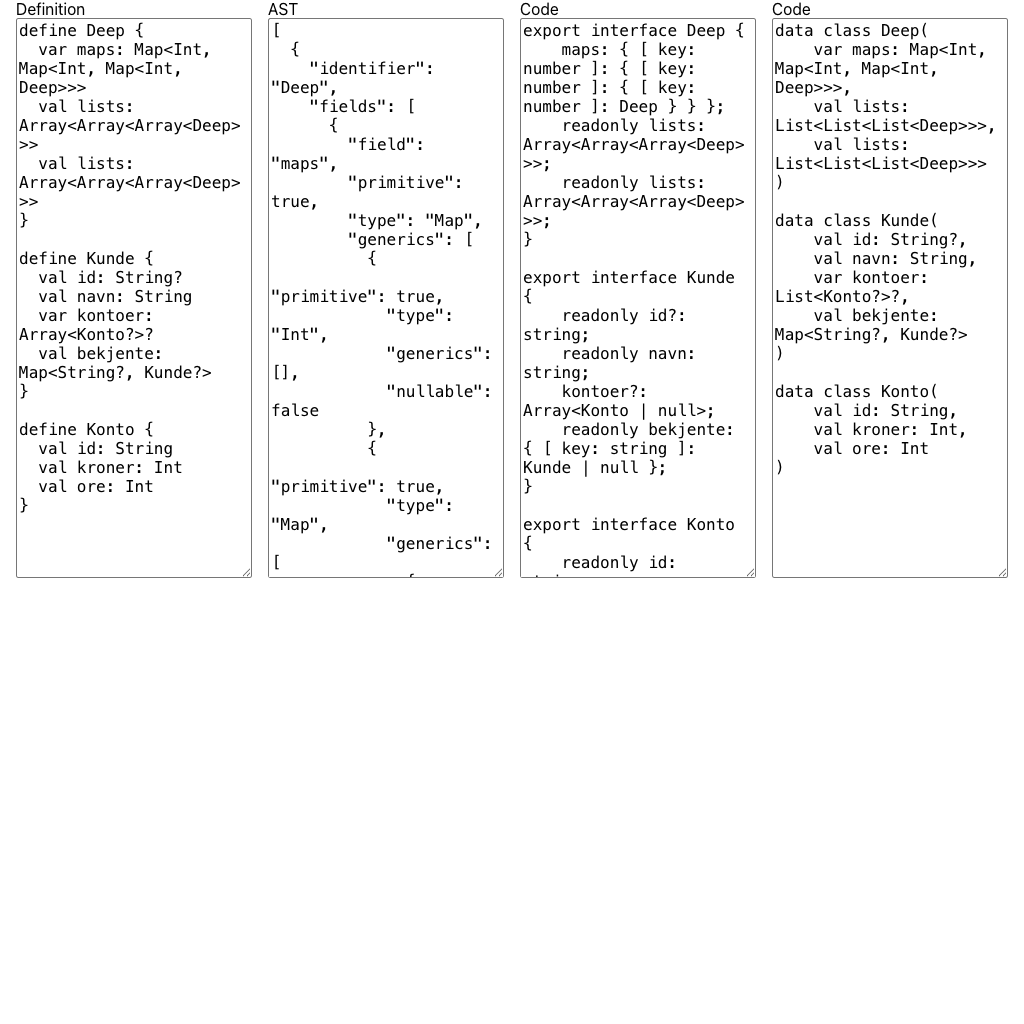 Definition
define Deep {
  var maps: Map<Int,
Map<Int, Map<Int,
Deep>>>
  val lists:
Array<Array<Array<Deep>
>>
  val lists:
Array<Array<Array<Deep>
>>
}

define Kunde {
  val id: String?
  val navn: String
  var kontoer:
Array<Konto?>?
  val bekjente:
Map<String?, Kunde?>
}

define Konto {
  val id: String
  val kroner: Int
  val ore: Int
}
AST
[
  {
    "identifier":
"Deep",
    "fields": [
      {
        "field":
"maps",
        "primitive":
true,
        "type": "Map",
        "generics": [
          {

"primitive": true,
            "type":
"Int",
            "generics":
[],
            "nullable":
false
          },
          {

"primitive": true,
            "type":
"Map",
            "generics":
[
              {
Code
export interface Deep {
    maps: { [ key:
number ]: { [ key:
number ]: { [ key:
number ]: Deep } } };
    readonly lists:
Array<Array<Array<Deep>
>>;
    readonly lists:
Array<Array<Array<Deep>
>>;
}

export interface Kunde
{
    readonly id?:
string;
    readonly navn:
string;
    kontoer?:
Array<Konto | null>;
    readonly bekjente:
{ [ key: string ]:
Kunde | null };
}

export interface Konto
{
    readonly id:
Code
data class Deep(
    var maps: Map<Int,
Map<Int, Map<Int,
Deep>>>,
    val lists:
List<List<List<Deep>>>,
    val lists:
List<List<List<Deep>>>
)

data class Kunde(
    val id: String?,
    val navn: String,
    var kontoer:
List<Konto?>?,
    val bekjente:
Map<String?, Kunde?>
)

data class Konto(
    val id: String,
    val kroner: Int,
    val ore: Int
)